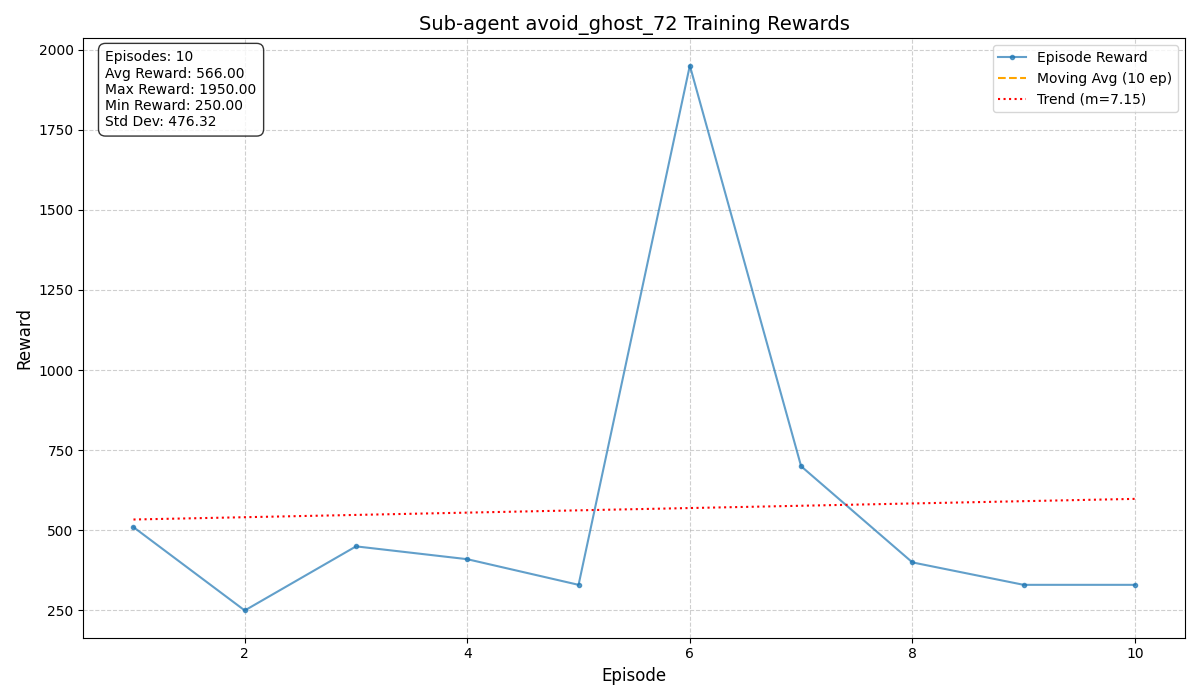 Sub-agent avoid_ghost_72 Training Rewards
Episodes: 10
Avg Reward: 566.00
Max Reward: 1950.00
Min Reward: 250.00
Std Dev: 476.32
Episode Reward
Moving Avg (10 ep)
Trend (m=7.15)
Reward
2000
1750
1500
1250
1000
750
500
250
2
4
6
8
10
Episode